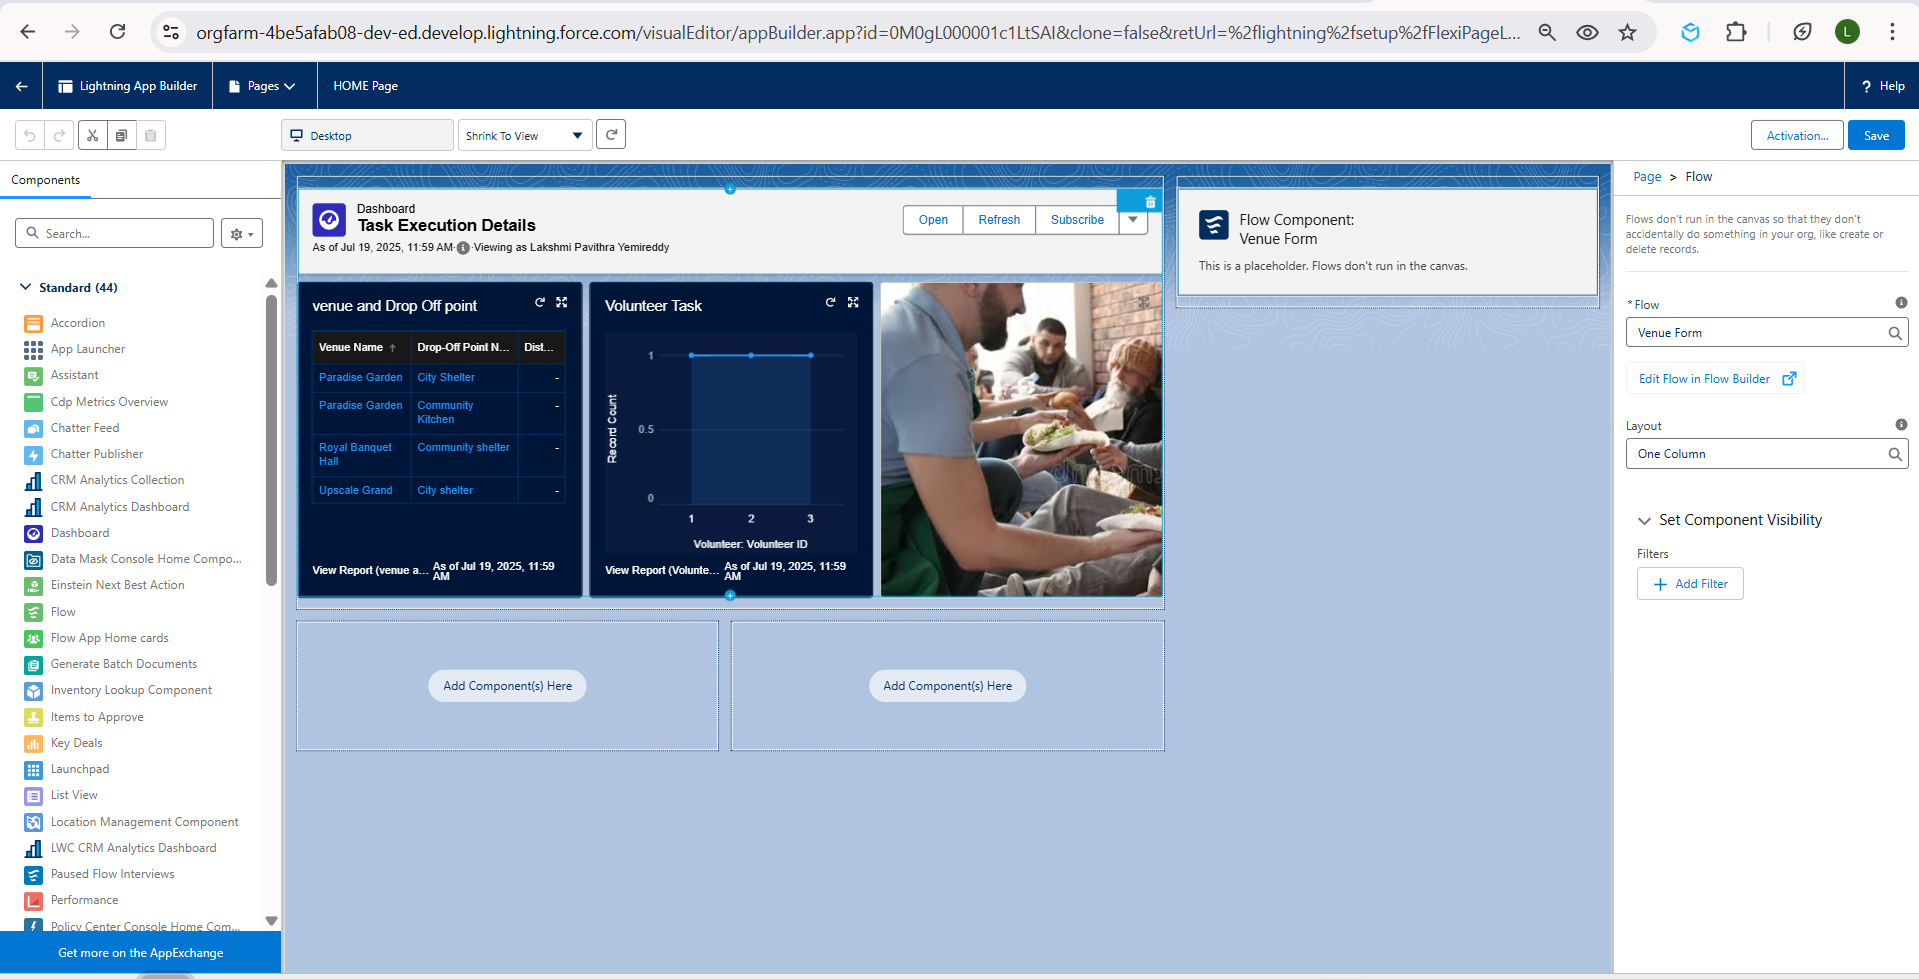 orgfarm-4be5afab08-dev-ed.develop.lightning.force.com/visualEditor/appBuilder.app?id=0M0gL000001c1LtSAI&clone=false&retUrl=%2flightning%2fsetup%2fFlexiPageL...
L
Lightning App Builder
Pages
HOME Page
? Help
Desktop
Shrink To View
Activation...
Save
Components
Search...
Standard (44)
Accordion
App Launcher
Assistant
Cdp Metrics Overview
Chatter Feed
Chatter Publisher
CRM Analytics Collection
CRM Analytics Dashboard
Dashboard
Data Mask Console Home Compo...
Einstein Next Best Action
Flow
Flow App Home cards
Generate Batch Documents
Inventory Lookup Component
Items to Approve
Key Deals
Launchpad
List View
Location Management Component
LWC CRM Analytics Dashboard
Paused Flow Interviews
Performance
Policy Center Console Home Com...
Get more on the AppExchange
Dashboard
Task Execution Details
As of Jul 19, 2025, 11:59 AM·Viewing as Lakshmi Pavithra Yemireddy
Open
Refresh
Subscribe
venue and Drop Off point
Venue Name ↑ Drop-Off Point N... Dist...
Paradise Garden City Shelter -
Paradise Garden Community Kitchen -
Royal Banquet Hall Community shelter -
Upscale Grand City shelter -
View Report (venue a...
As of Jul 19, 2025, 11:59 AM
Volunteer Task
Record Count
1
0.5
0
1 2 3
Volunteer: Volunteer ID
View Report (Volunte...
As of Jul 19, 2025, 11:59 AM
dreamstime
Add Component(s) Here
Add Component(s) Here
Flow Component:
Venue Form
This is a placeholder. Flows don't run in the canvas.
Page > Flow
Flows don't run in the canvas so that they don't
accidentally do something in your org, like create or
delete records.
* Flow
Venue Form
Edit Flow in Flow Builder
Layout
One Column
Set Component Visibility
Filters
+ Add Filter